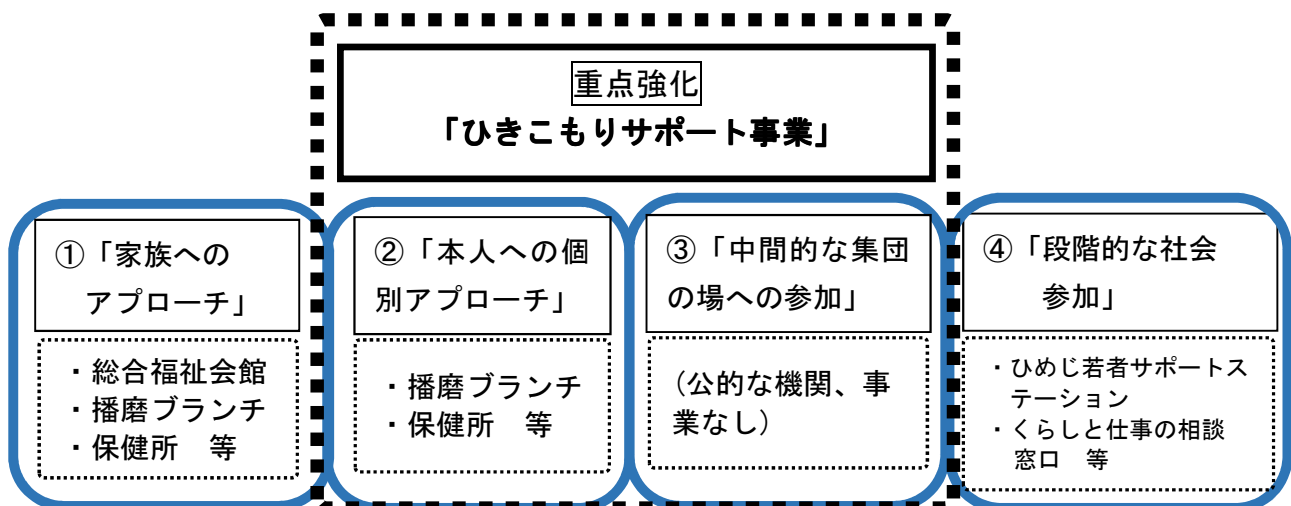 重点強化
「ひきこもりサポート事業」
①「家族への
アプローチ」
・総合福祉会館
・播磨ブランチ
・保健所　等
②「本人への個
別アプローチ」
・播磨ブランチ
・保健所　等
③「中間的な集団
の場への参加」
(公的な機関、事
業なし)
④「段階的な社会
参加」
・ひめじ若者サポートス
テーション
・くらしと仕事の相談
窓口　等